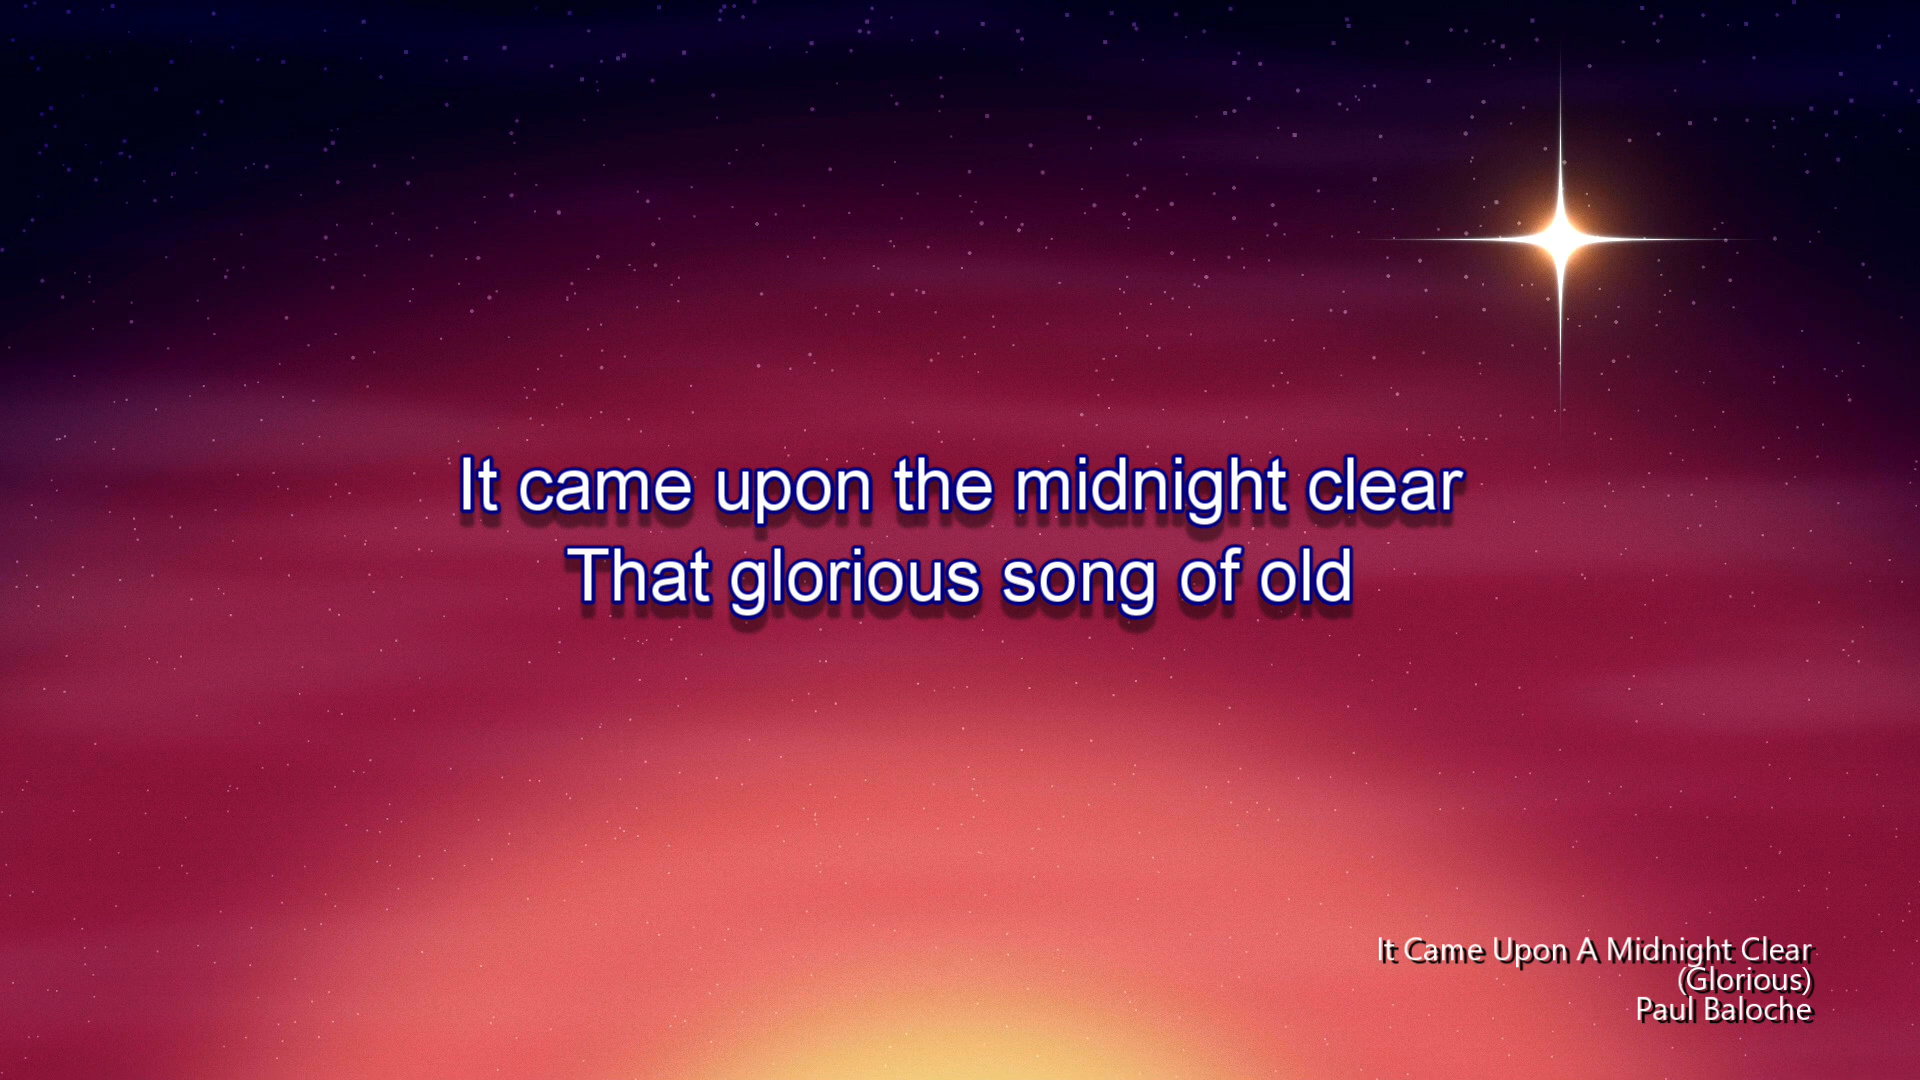 It came upon the midnight clear
That glorious song of old
It Came Upon A Midnight Clear
(Glorious)
Paul Baloche